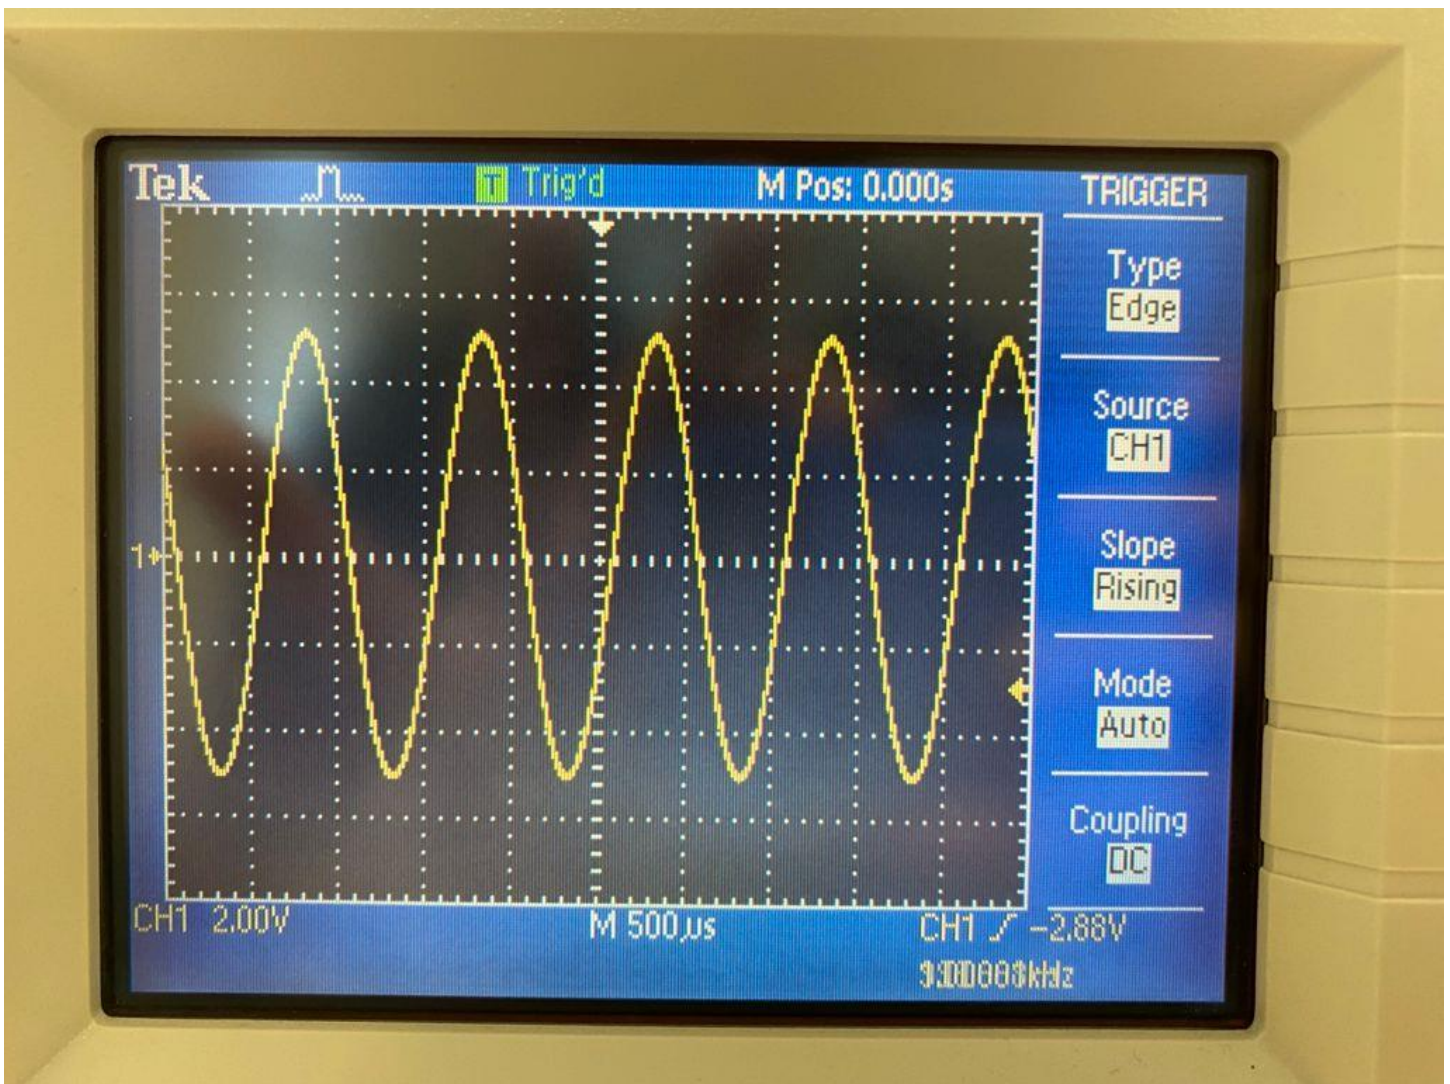 Tek T Trig'd M Pos: 0.000s TRIGGER
Type
Edge
Source
CH1
Slope
Rising
Mode
Auto
Coupling
DC
1
CH1 2.00V M 500µs CH1 -2.88V